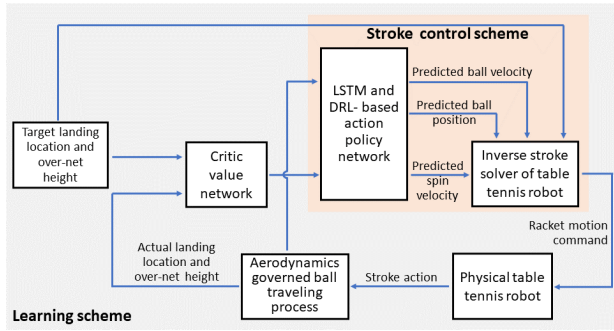 Stroke control scheme
Target landing
location and
over-net
height
Critic
value
network
LSTM and
DRL- based
action
policy
network
Predicted ball velocity
Predicted ball
position
Predicted
spin
velocity
Inverse stroke
solver of table
tennis robot
Racket motion
command
Actual landing
location and
over-net height
Aerodynamics
governed ball
traveling
process
Stroke action
Physical table
tennis robot
Learning scheme